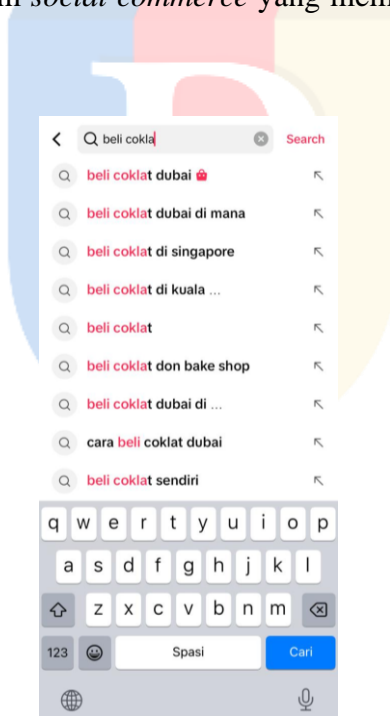 social commerce yang
beli cokla Search
beli coklat dubai
beli coklat dubai di mana
beli coklat di singapore
beli coklat di kuala ...
beli coklat
beli coklat don bake shop
beli coklat dubai di ...
cara beli coklat dubai
beli coklat sendiri
q w e r t y u i o p
a s d f g h j k l
z x c v b n m
123 Spasi Cari